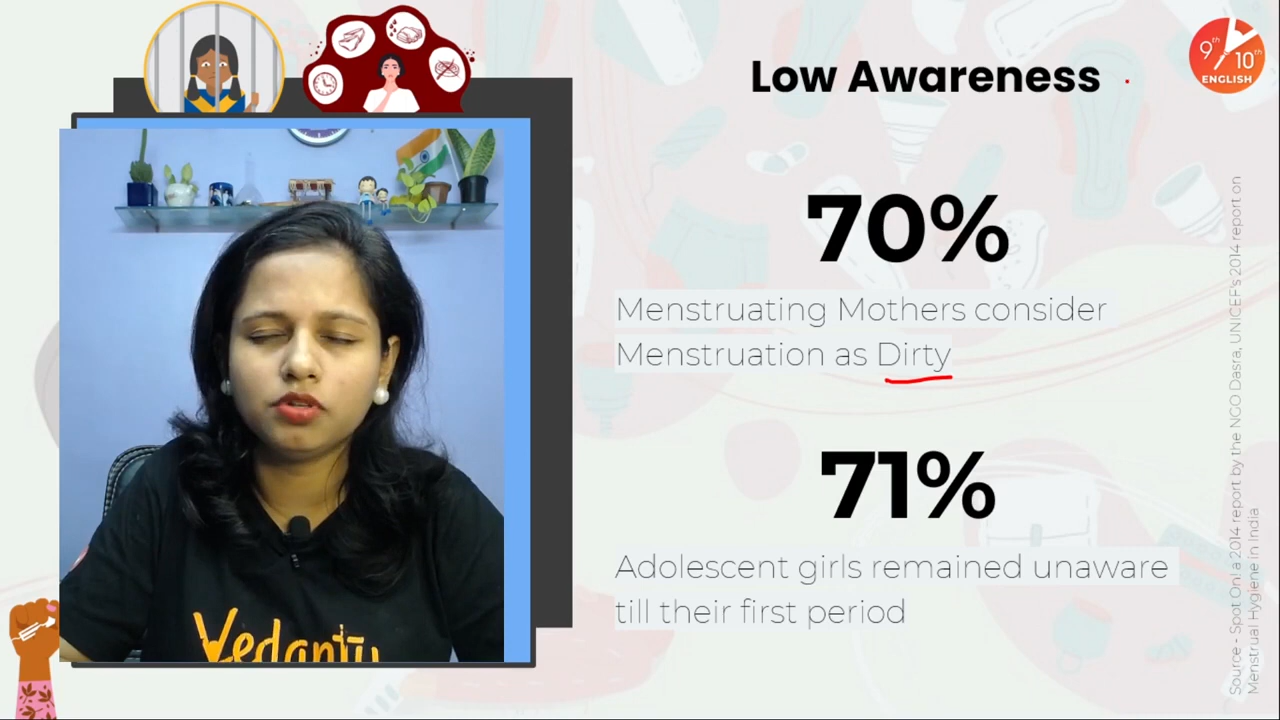 Low Awareness
9th
10th
ENGLISH
70%
Menstruating Mothers consider
Menstruation as Dirty
71%
Adolescent girls remained unaware
till their first period
Vedantu
Source - Spot On! a 2014 report by the NGO Dasra, UNICEF's 2014 report on
Menstrual Hygiene in India